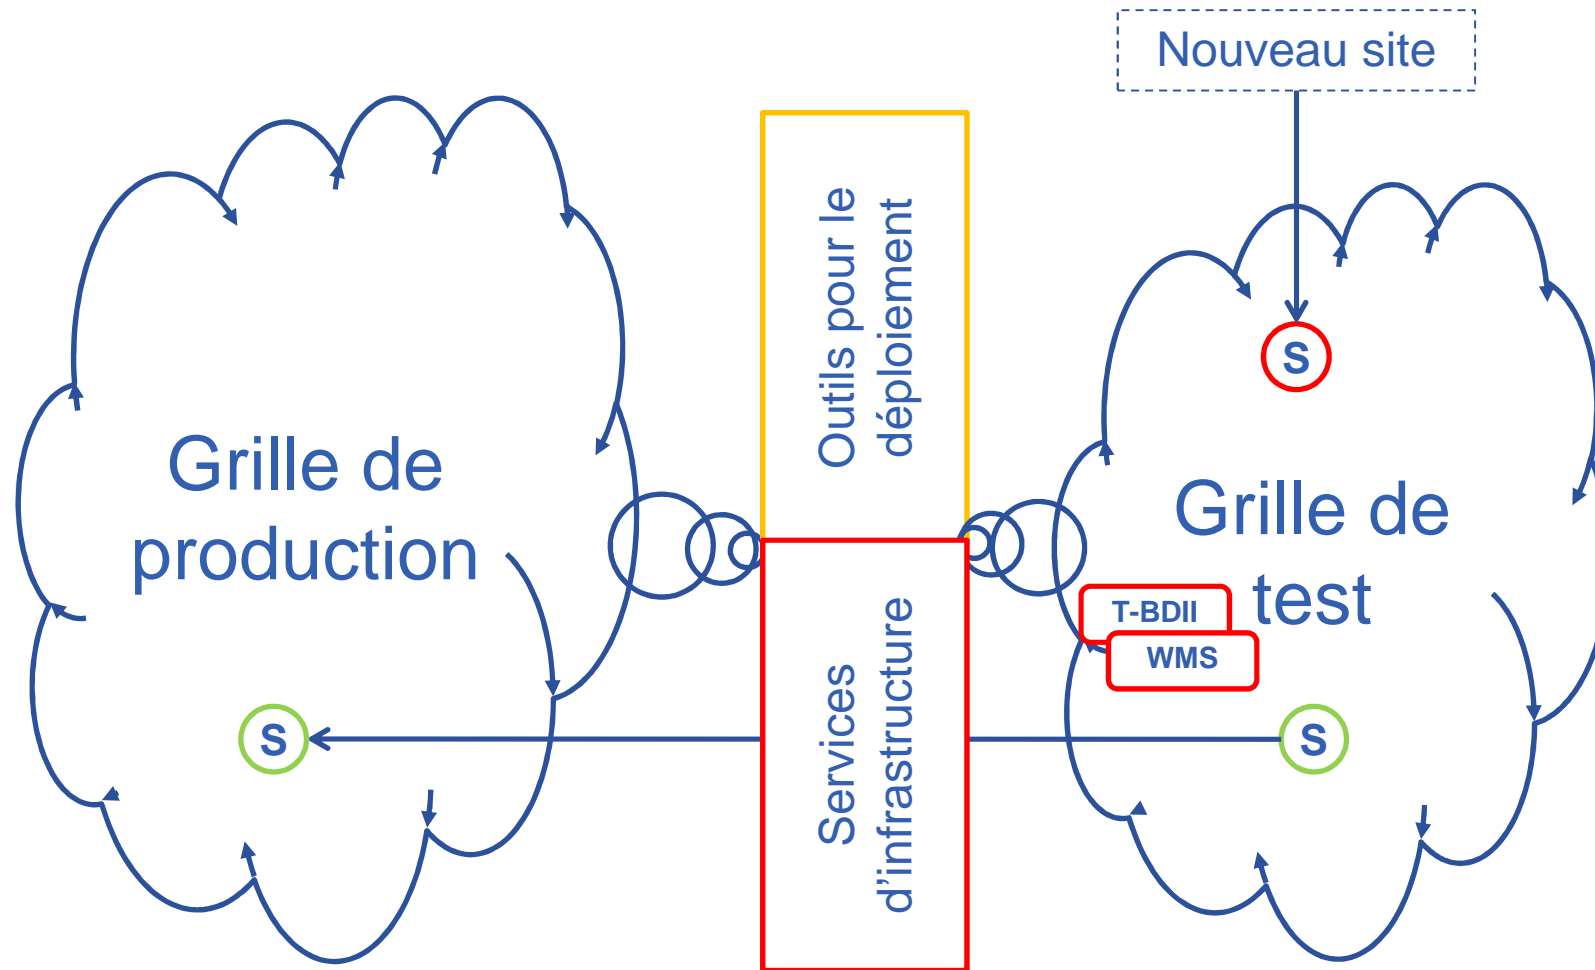 Nouveau site
Outils pour le
déploiement
S
Grille de
production
Grille de
test
T-BDII
WMS
Services
d’infrastructure
S
S